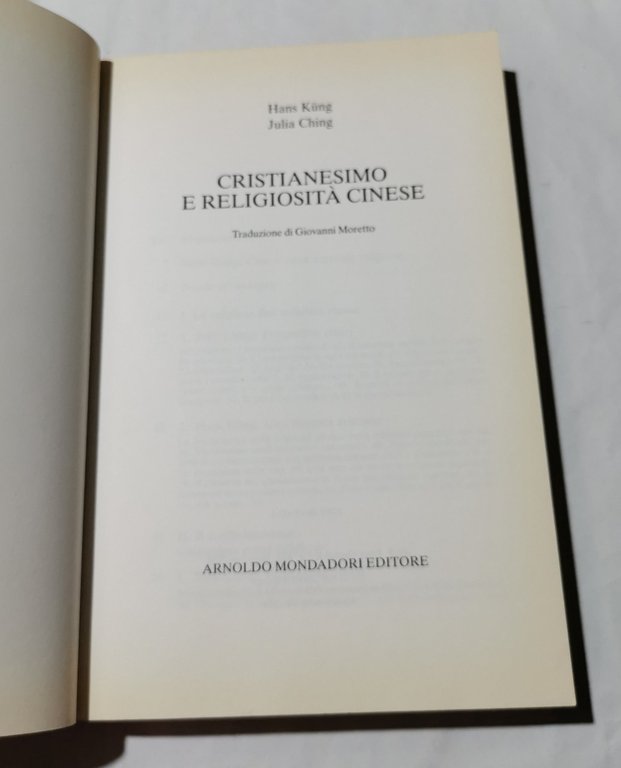 Hans Küng
Julia Ching
CRISTIANESIMO
E RELIGIOSITÀ CINESE
Traduzione di Giovanni Moretto
ARNOLDO MONDADORI EDITORE